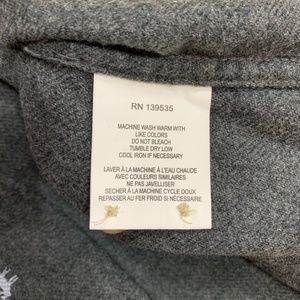 RN 139535
MACHINE WASH WARM WITH
LIKE COLORS
DO NOT BLEACH
TUMBLE DRY LOW
COOL IRON IF NECESSARY
LAVER À LA MACHINE À L'EAU CHAUDE
AVEC COULEURS SIMILAIRES
NE PAS JAVELLISER
SECHER À LA MACHINE CYCLE DOUX
REPASSER AU FER FROID SI NÉCESSAIRE